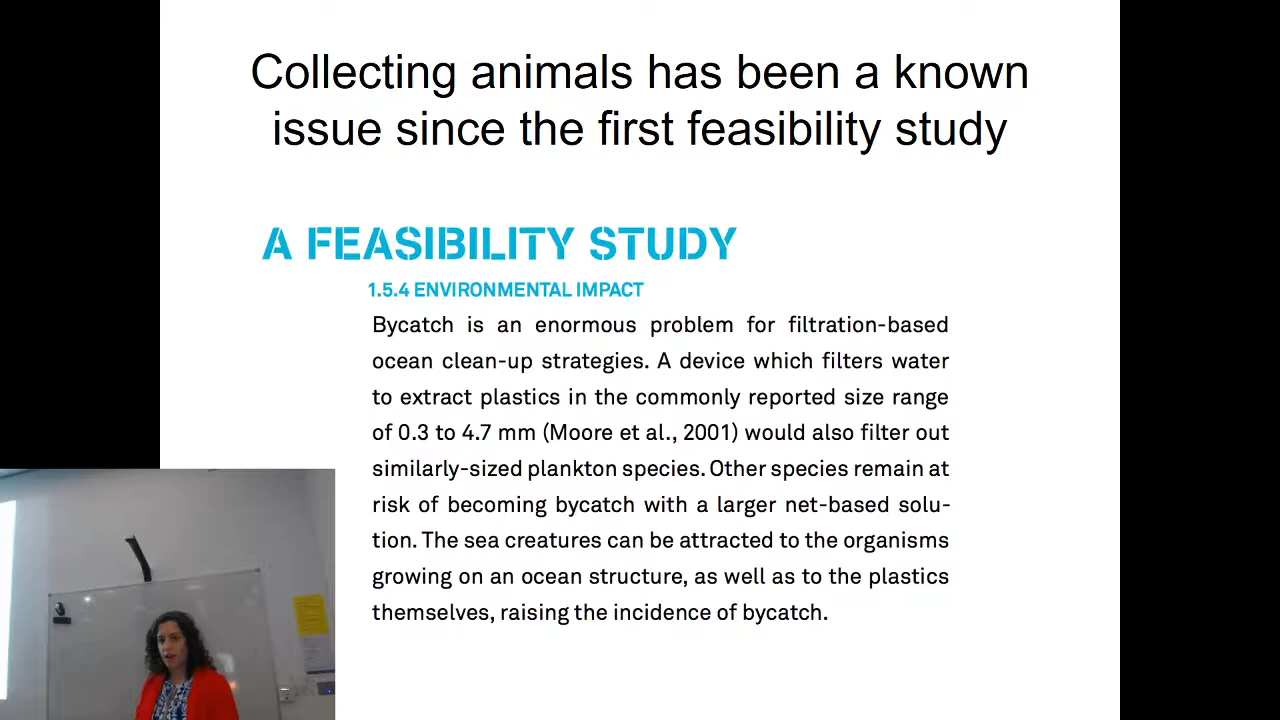 Collecting animals has been a known
issue since the first feasibility study
A FEASIBILITY STUDY
1.5.4 ENVIRONMENTAL IMPACT
Bycatch is an enormous problem for filtration-based
ocean clean-up strategies. A device which filters water
to extract plastics in the commonly reported size range
of 0.3 to 4.7 mm (Moore et al., 2001) would also filter out
similarly-sized plankton species. Other species remain at
risk of becoming bycatch with a larger net-based solu-
tion. The sea creatures can be attracted to the organisms
growing on an ocean structure, as well as to the plastics
themselves, raising the incidence of bycatch.